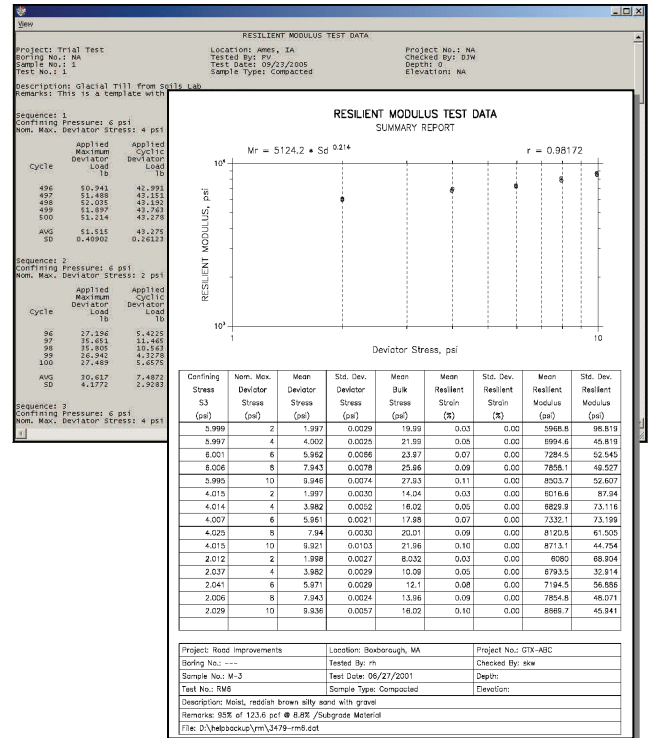 View
RESILIENT MODULUS TEST DATA
Project: Trial Test Location: Ames, IA Project No.: NA
Boring No.: NA Tested By: PV Checked By: DJW
Sample No.: 1 Test Date: 09/23/2005 Depth: 0
Test No.: 1 Sample Type: Compacted Elevation: NA
Description: Glacial Till from Soils Lab
Remarks: This is a template with
Sequence: 1
Confining Pressure: 6 psi
Nom. Max. Deviator Stress: 4 psi
Applied Applied
Maximum Cyclic
Deviator Deviator
Cycle Load Load
lb lb
496 50.941 42.991
497 51.488 43.151
498 52.035 43.192
499 51.897 43.763
500 51.214 43.278
AVG 51.515 43.275
SD 0.40902 0.26123
Sequence: 2
Confining Pressure: 6 psi
Nom. Max. Deviator Stress: 2 psi
Applied Applied
Maximum Cyclic
Deviator Deviator
Cycle Load Load
lb lb
96 27.196 5.4225
97 35.651 11.465
98 35.805 10.563
99 26.942 4.3278
100 27.489 5.6575
AVG 30.617 7.4872
SD 4.1772 2.9283
Sequence: 3
Confining Pressure: 6 psi
Nom. Max. Deviator Stress: 4 psi
RESILIENT MODULUS TEST DATA
SUMMARY REPORT
Mr = 5124.2 * Sd 0.214 r = 0.98172
10⁴
RESILIENT MODULUS, psi
10³
1 10
Deviator Stress, psi
Confining Nom. Max. Mean Std. Dev. Mean Mean Std. Dev. Mean Std. Dev.
Stress Deviator Deviator Deviator Bulk Resilient Resilient Resilient Resilient
S3 Stress Stress Stress Stress Strain Strain Modulus Modulus
(psi) (psi) (psi) (psi) (psi) (%) (%) (psi) (psi)
5.999 2 1.997 0.0029 19.99 0.03 0.00 5968.8 98.819
5.997 4 4.002 0.0025 21.99 0.05 0.00 6994.6 45.819
6.001 6 5.962 0.0066 23.97 0.07 0.00 7284.5 52.545
6.006 8 7.943 0.0078 25.96 0.09 0.00 7858.1 49.527
5.995 10 9.946 0.0074 27.93 0.11 0.00 8503.7 52.607
4.015 2 1.997 0.0030 14.04 0.03 0.00 6016.6 87.94
4.014 4 3.982 0.0052 16.02 0.05 0.00 6829.9 73.116
4.007 6 5.961 0.0021 17.98 0.07 0.00 7332.1 73.199
4.025 8 7.94 0.0030 20.01 0.09 0.00 8120.8 61.505
4.015 10 9.921 0.0103 21.96 0.10 0.00 8713.1 44.754
2.012 2 1.998 0.0027 8.032 0.03 0.00 6080 68.904
2.037 4 3.982 0.0029 10.09 0.05 0.00 6793.5 32.914
2.041 6 5.971 0.0029 12.1 0.08 0.00 7194.5 56.886
2.006 8 7.943 0.0024 13.96 0.09 0.00 7854.8 48.071
2.029 10 9.936 0.0057 16.02 0.10 0.00 8669.7 45.941
Project: Road Improvements Location: Boxborough, MA Project No.: GTX-ABC
Boring No.: --- Tested By: rh Checked By: skw
Sample No.: M-3 Test Date: 06/27/2001 Depth:
Test No.: RM6 Sample Type: Compacted Elevation:
Description: Moist, reddish brown silty sand with gravel
Remarks: 95% of 123.6 pcf @ 8.8% /Subgrade Material
File: D:\helpbackup\rm\3479-rm6.dat